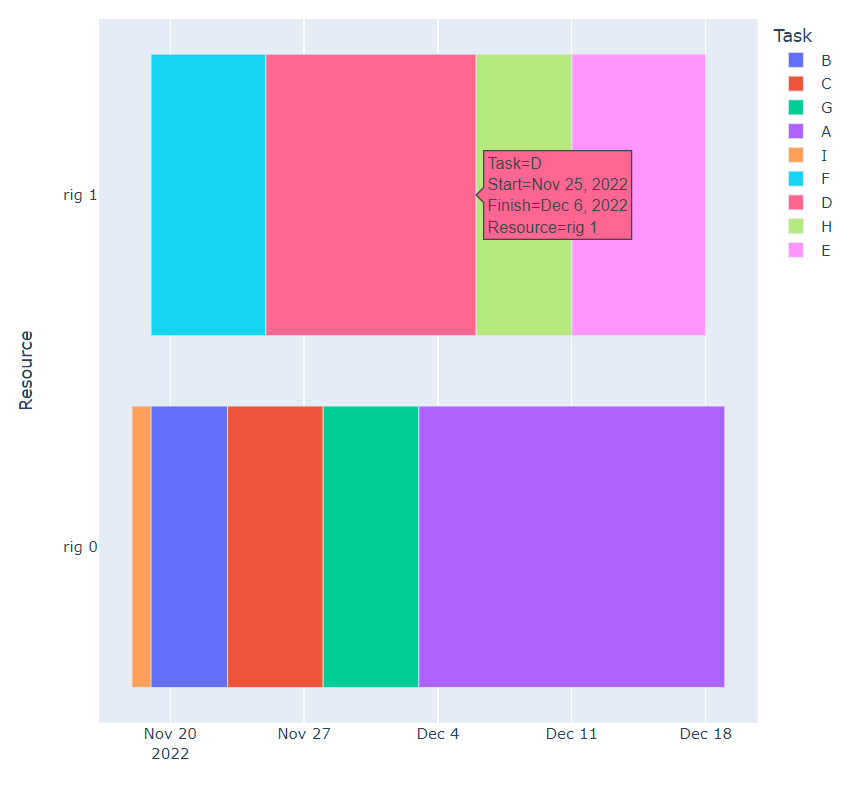 Task
B
C
G
A
I
F
D
H
E
Resource
rig 1
rig 0
Task=D
Start=Nov 25, 2022
Finish=Dec 6, 2022
Resource=rig 1
Nov 20
2022
Nov 27
Dec 4
Dec 11
Dec 18